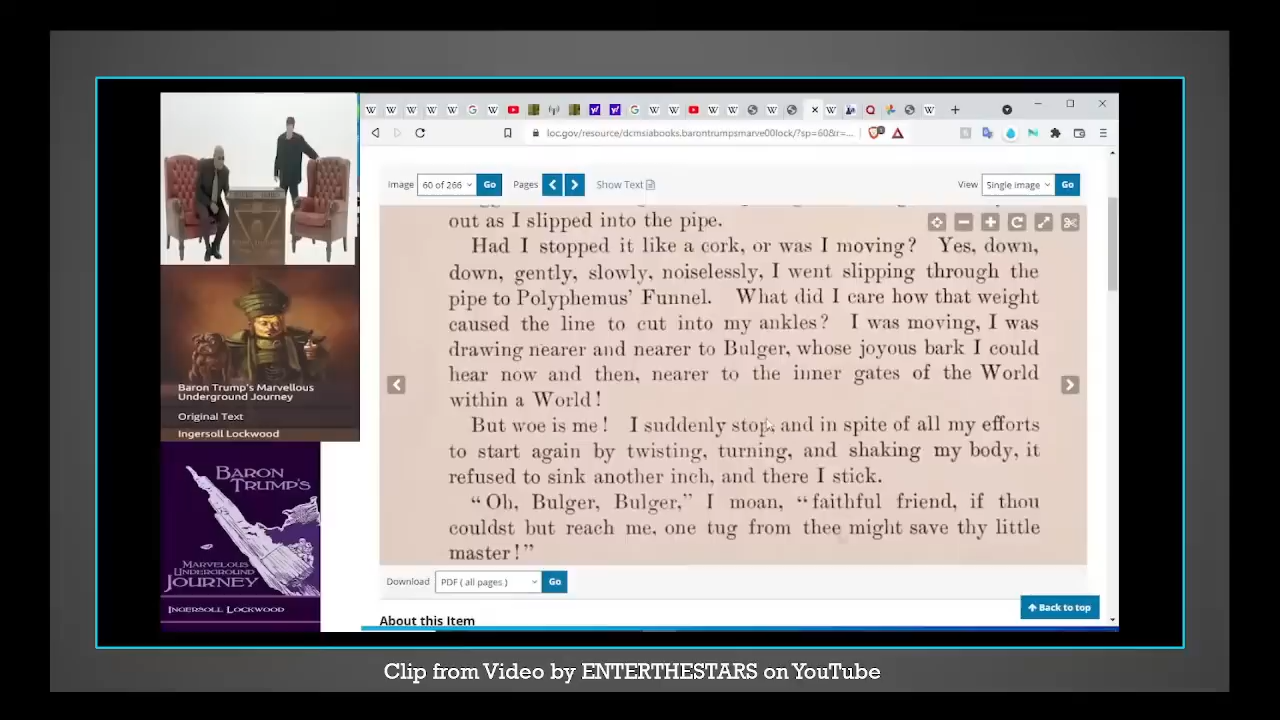 loc.gov/resource/dcmsiabooks.barontrumpsmarve00lock/?sp=60&r=...
Image 60 of 266 Go Pages Show Text View Single image Go
out as I slipped into the pipe.
Had I stopped it like a cork, or was I moving? Yes, down,
down, gently, slowly, noiselessly, I went slipping through the
pipe to Polyphemus' Funnel. What did I care how that weight
caused the line to cut into my ankles? I was moving, I was
drawing nearer and nearer to Bulger, whose joyous bark I could
hear now and then, nearer to the inner gates of the World
within a World!
But woe is me! I suddenly stop, and in spite of all my efforts
to start again by twisting, turning, and shaking my body, it
refused to sink another inch, and there I stick.
"Oh, Bulger, Bulger," I moan, "faithful friend, if thou
couldst but reach me, one tug from thee might save thy little
master!"
Download PDF ( all pages ) Go
Back to top
About this Item
Baron Trump's Marvellous
Underground Journey
Original Text
Ingersoll Lockwood
BARON
TRUMP'S
MARVELOUS
UNDERGROUND
JOURNEY
INGERSOLL LOCKWOOD
Clip from Video by ENTERTHESTARS on YouTube